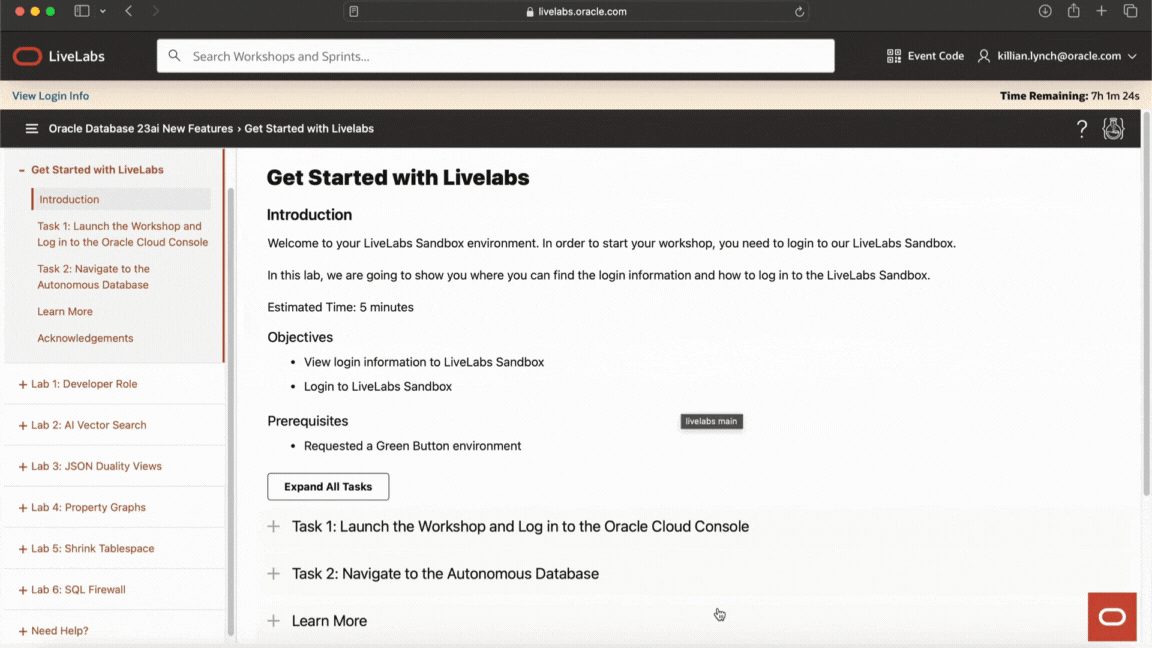 livelabs.oracle.com
LiveLabs
Search Workshops and Sprints...
Event Code
killian.lynch@oracle.com
View Login Info
Time Remaining: 7h 1m 24s
Oracle Database 23ai New Features › Get Started with Livelabs
?
- Get Started with LiveLabs
Introduction
Task 1: Launch the Workshop and
Log in to the Oracle Cloud Console
Task 2: Navigate to the
Autonomous Database
Learn More
Acknowledgements
+ Lab 1: Developer Role
+ Lab 2: AI Vector Search
+ Lab 3: JSON Duality Views
+ Lab 4: Property Graphs
+ Lab 5: Shrink Tablespace
+ Lab 6: SQL Firewall
+ Need Help?
Get Started with Livelabs
Introduction
Welcome to your LiveLabs Sandbox environment. In order to start your workshop, you need to login to our LiveLabs Sandbox.
In this lab, we are going to show you where you can find the login information and how to log in to the LiveLabs Sandbox.
Estimated Time: 5 minutes
Objectives
• View login information to LiveLabs Sandbox
• Login to LiveLabs Sandbox
Prerequisites
livelabs main
• Requested a Green Button environment
Expand All Tasks
+ Task 1: Launch the Workshop and Log in to the Oracle Cloud Console
+ Task 2: Navigate to the Autonomous Database
+ Learn More